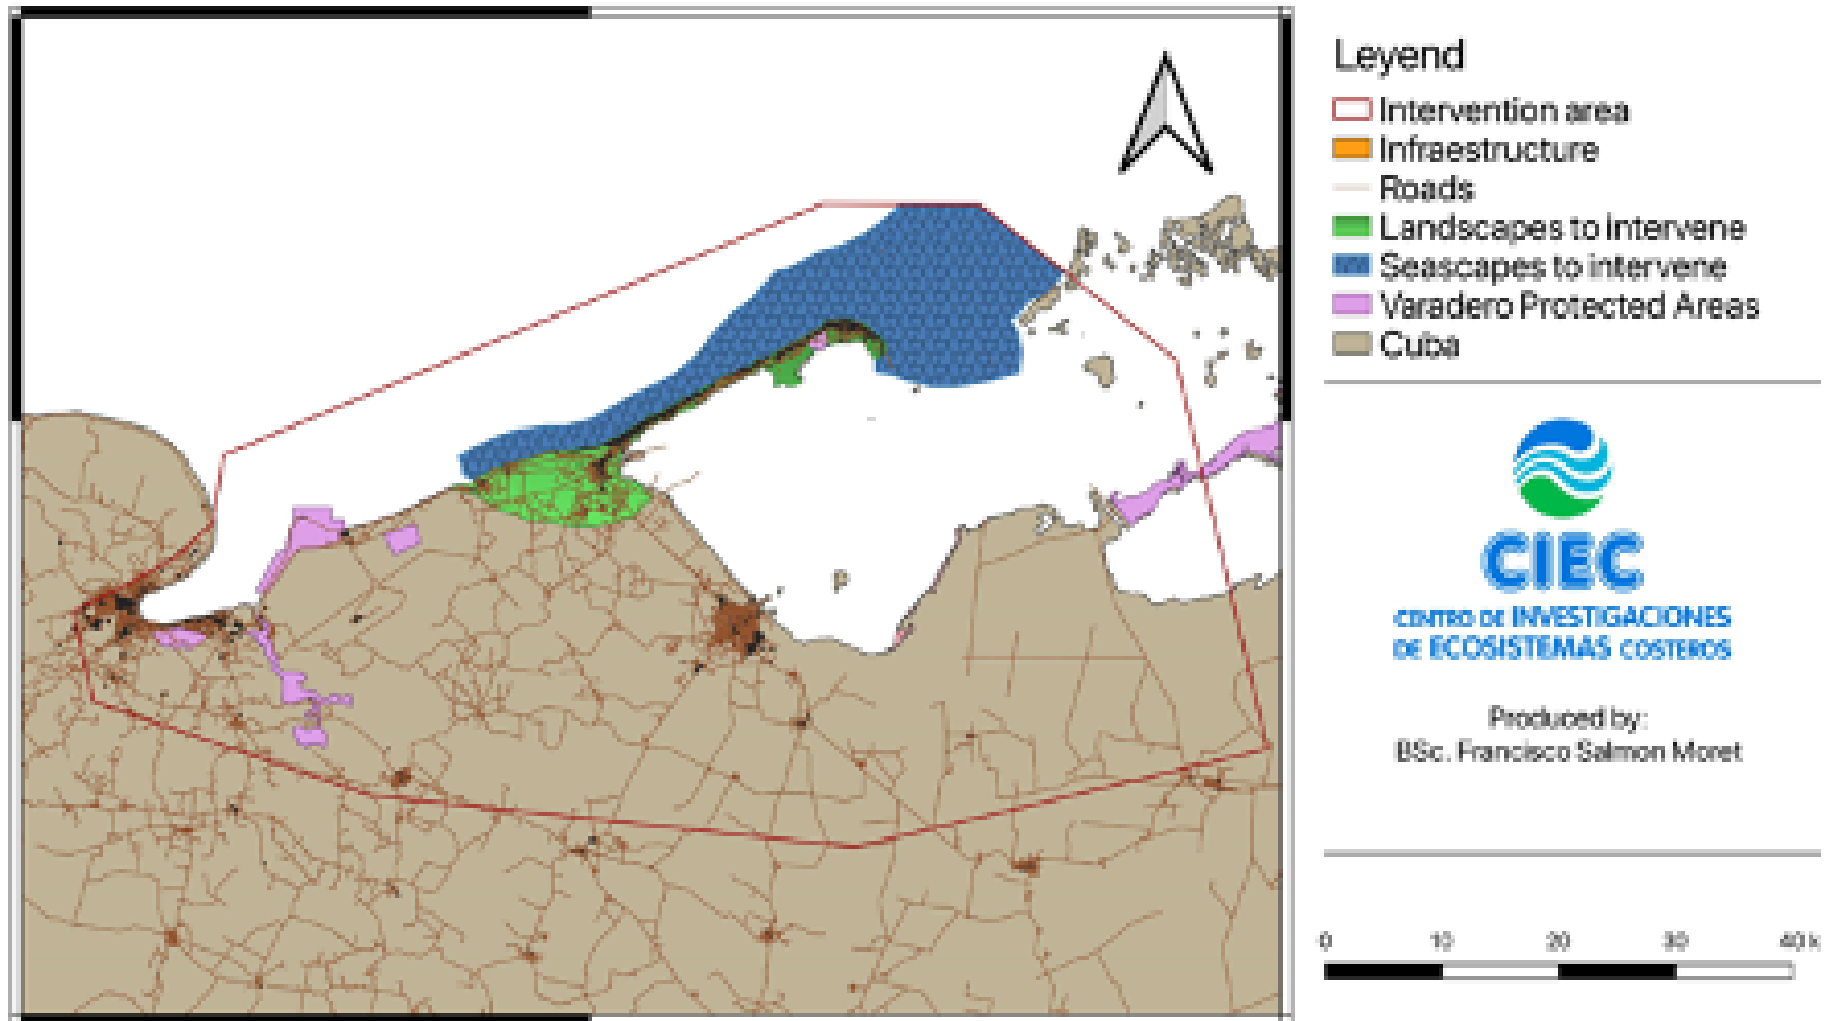 Leyend
Intervention area
Infraestructure
Roads
Landscapes to intervene
Seascapes to intervene
Varadero Protected Areas
Cuba
CIEC
CENTRO DE INVESTIGACIONES
DE ECOSISTEMAS COSTEROS
Produced by:
BSc. Francisco Salmon Moret
0 10 20 30 40 k